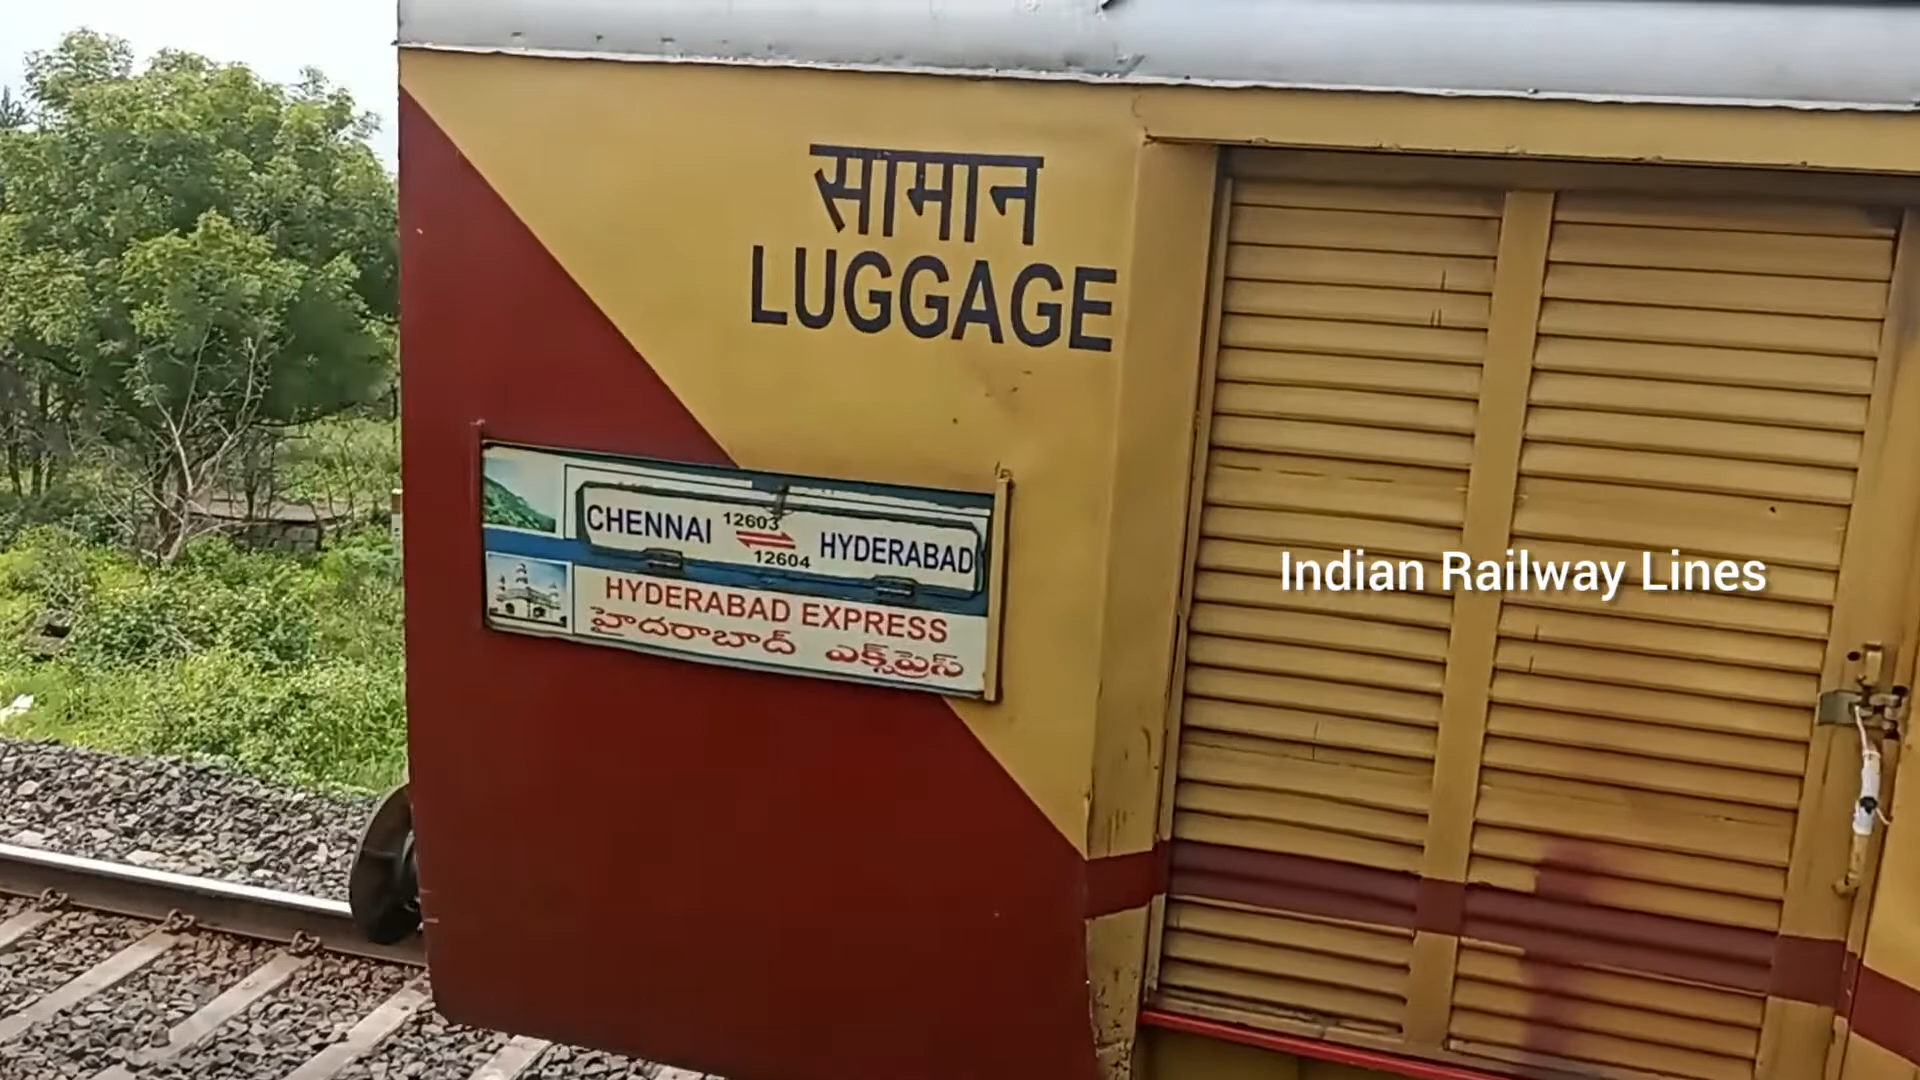 सामान
LUGGAGE
CHENNAI 12603 HYDERABAD
12604
HYDERABAD EXPRESS
హైదరాబాద్ ఎక్స్‌ప్రెస్
Indian Railway Lines